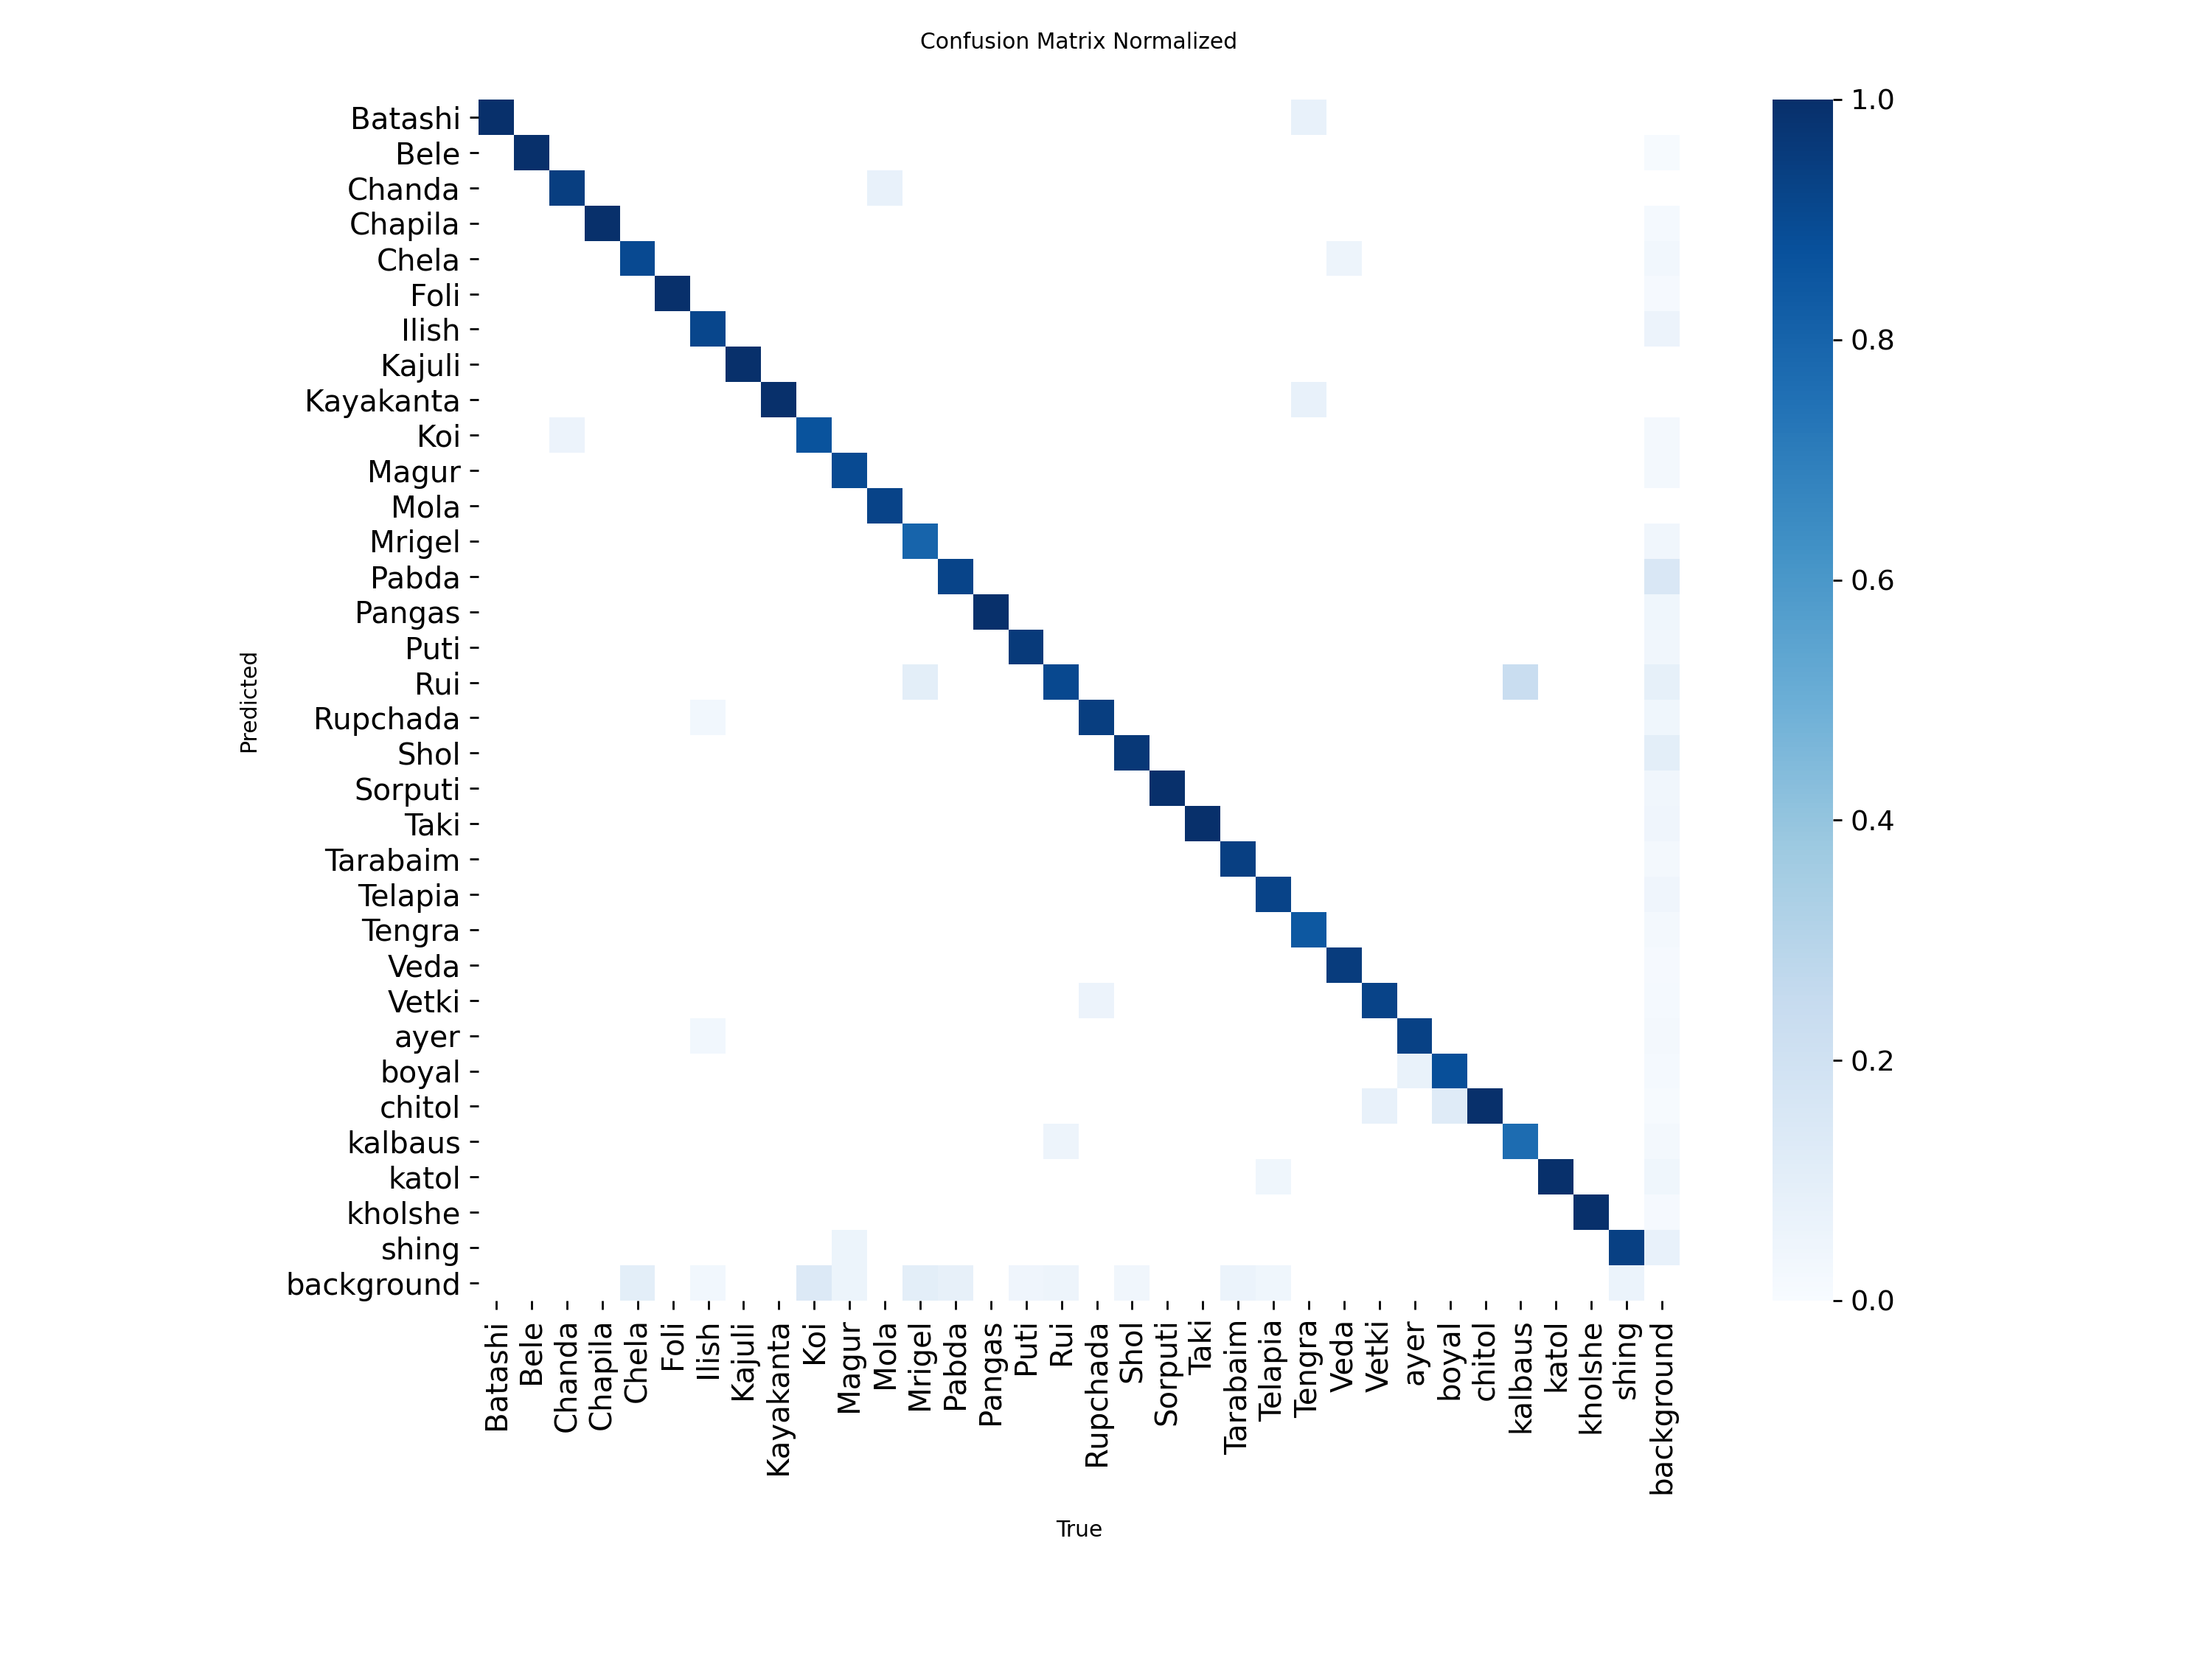 Confusion Matrix Normalized
Batashi
Bele
Chanda
Chapila
Chela
Foli
Ilish
Kajuli
Kayakanta
Koi
Magur
Mola
Mrigel
Pabda
Pangas
Puti
Rui
Rupchada
Shol
Sorputi
Taki
Tarabaim
Telapia
Tengra
Veda
Vetki
ayer
boyal
chitol
kalbaus
katol
kholshe
shing
background
Predicted
Batashi
Bele
Chanda
Chapila
Chela
Foli
Ilish
Kajuli
Kayakanta
Koi
Magur
Mola
Mrigel
Pabda
Pangas
Puti
Rui
Rupchada
Shol
Sorputi
Taki
Tarabaim
Telapia
Tengra
Veda
Vetki
ayer
boyal
chitol
kalbaus
katol
kholshe
shing
background
True
1.0
0.8
0.6
0.4
0.2
0.0